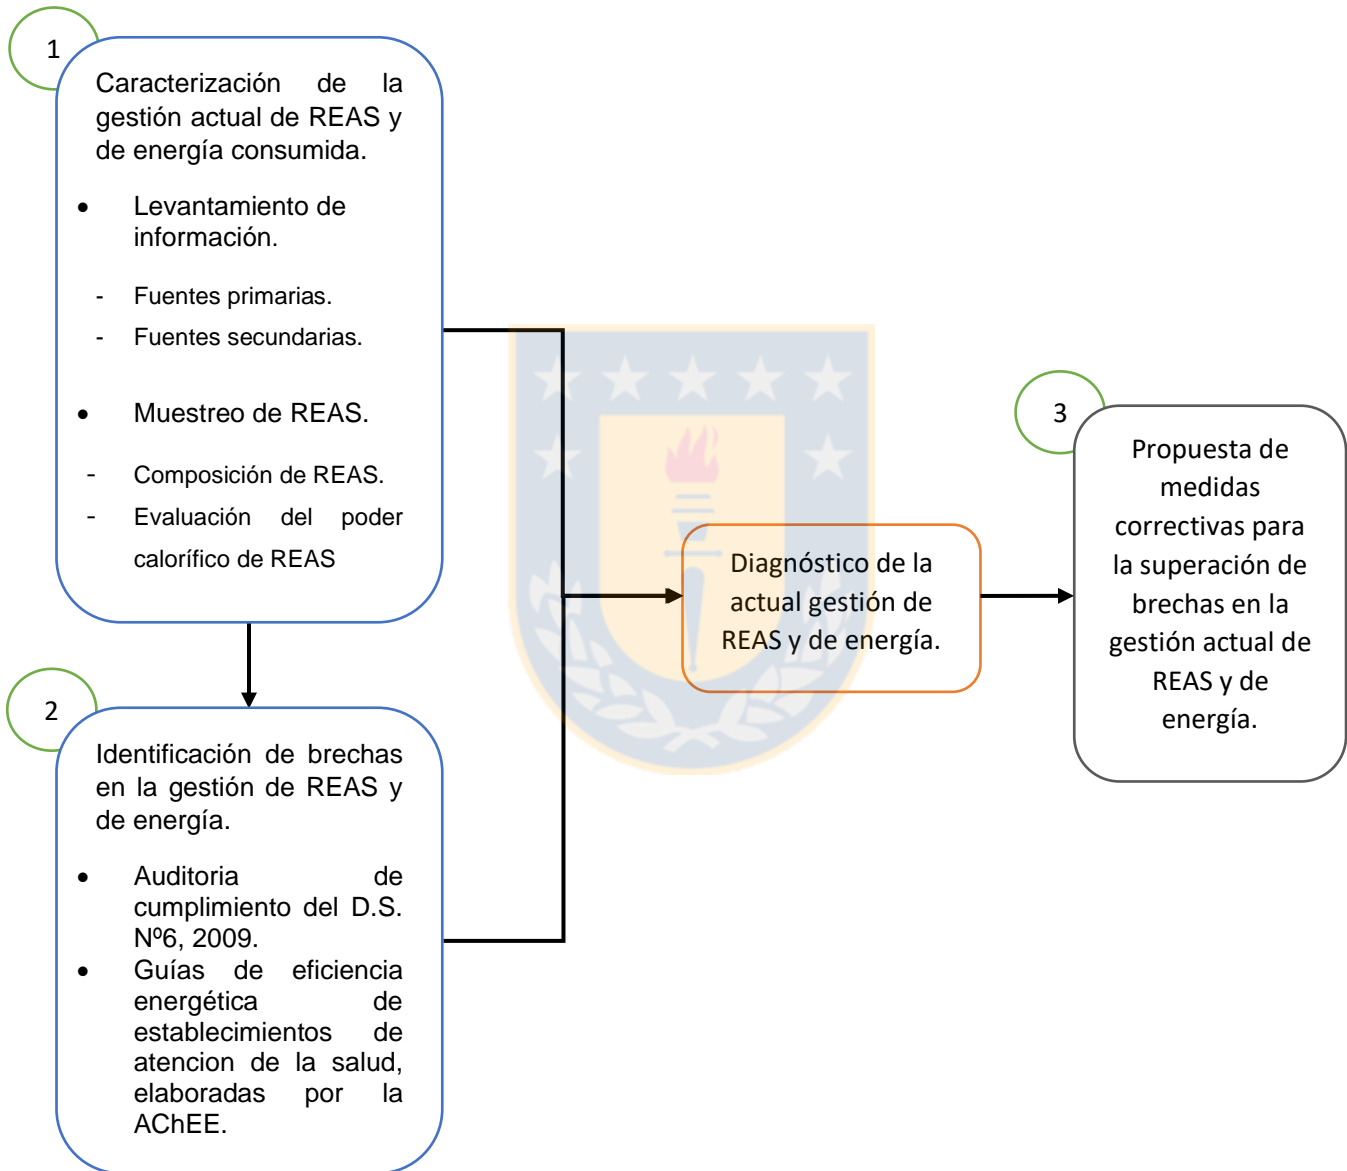 1
Caracterización de la
gestión actual de REAS y
de energía consumida.
• Levantamiento de
información.
- Fuentes primarias.
- Fuentes secundarias.
• Muestreo de REAS.
- Composición de REAS.
- Evaluación del poder
calorífico de REAS
2
Identificación de brechas
en la gestión de REAS y
de energía.
• Auditoria de
cumplimiento del D.S.
Nº6, 2009.
• Guías de eficiencia
energética de
establecimientos de
atencion de la salud,
elaboradas por la
AChEE.
Diagnóstico de la
actual gestión de
REAS y de energía.
3
Propuesta de
medidas
correctivas para
la superación de
brechas en la
gestión actual de
REAS y de
energía.